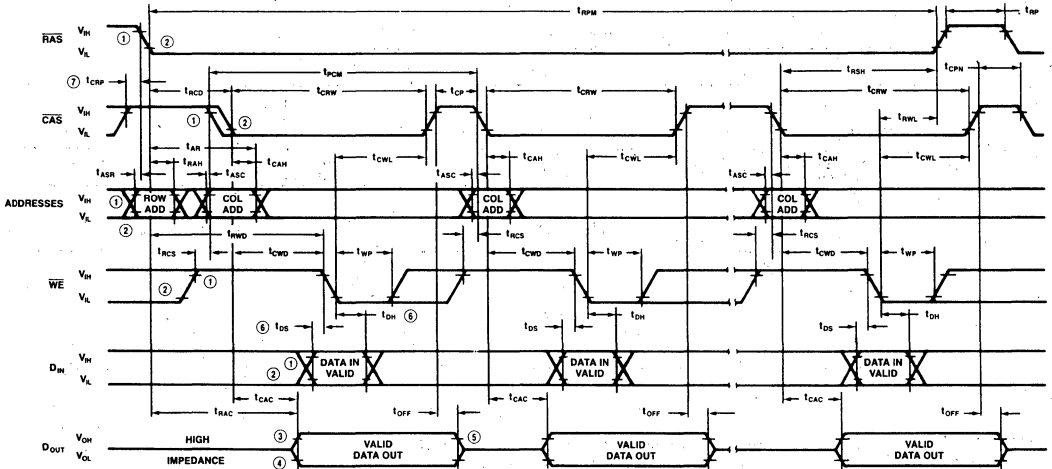 tRPM tRP
RAS VIH ① ②
VIL
⑦ tCRP tPCM tRSH tCPN
tRCD tCRW tCP tCRW
CAS VIH ① ② tRWL
VIL
tAR
tRAH tCAH tCWL tCAH tCWL tCAH tCWL
tASR tASC tASC tASC
ADDRESSES VIH ① ROW ADD COL ADD COL ADD COL ADD
VIL ②
tRWD tRCS tRCS
tRCS tCWD tWP tCWD tWP tCWD tWP
WE VIH ①
VIL ② ⑥
⑥ tDS tDH tDS tDH tDS tDH
DIN VIH ① DATA IN VALID DATA IN VALID DATA IN VALID
VIL ②
tCAC tCAC tCAC
tRAC tOFF tOFF tOFF
DOUT VOH HIGH ③ VALID DATA OUT ⑤ VALID DATA OUT VALID DATA OUT
VOL IMPEDANCE ④